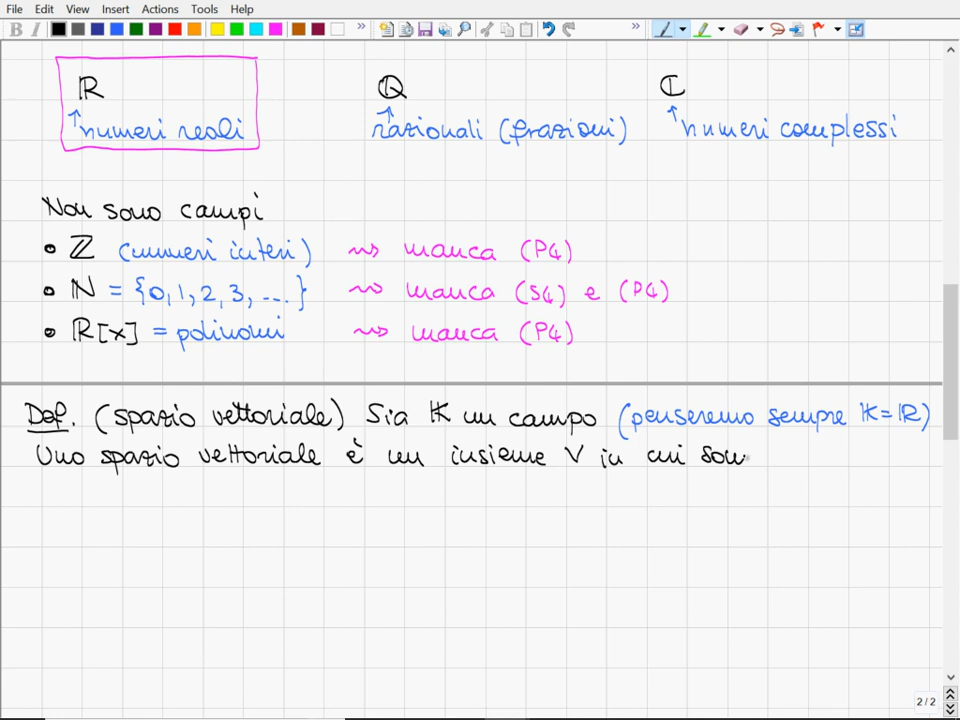 File Edit View Insert Actions Tools Help
B I
ℝ ℚ ℂ
↑ numeri reali ↑ razionali (frazioni) ↑ numeri complessi
Non sono campi
• ℤ (numeri interi) ⇝ manca (P4)
• ℕ = {0, 1, 2, 3, ....} ⇝ manca (S4) e (P4)
• ℝ[x] = polinomi ⇝ manca (P4)
Def. (spazio vettoriale) Sia 𝕂 un campo (penseremo sempre 𝕂 = ℝ)
Uno spazio vettoriale è un insieme V in cui son
2/2